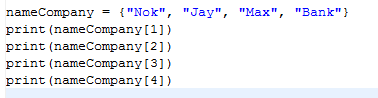 nameCompany = {"Nok", "Jay", "Max", "Bank"}
print(nameCompany[1])
print(nameCompany[2])
print(nameCompany[3])
print(nameCompany[4])